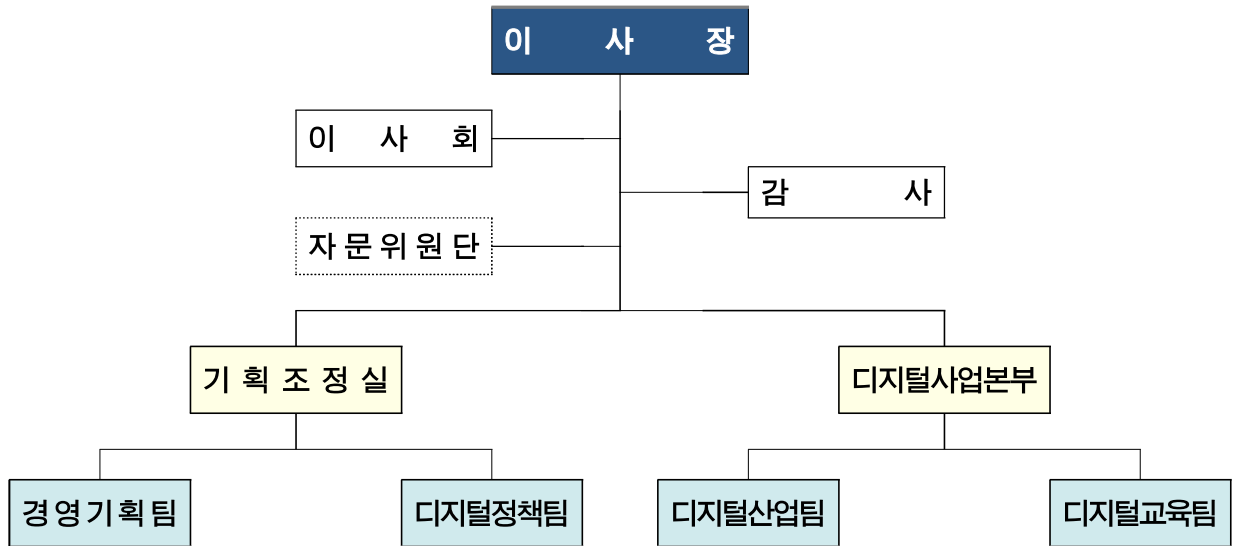 이 사 장
이 사 회
감 사
자문위원단
기획조정실
디지털사업본부
경영기획팀
디지털정책팀
디지털산업팀
디지털교육팀